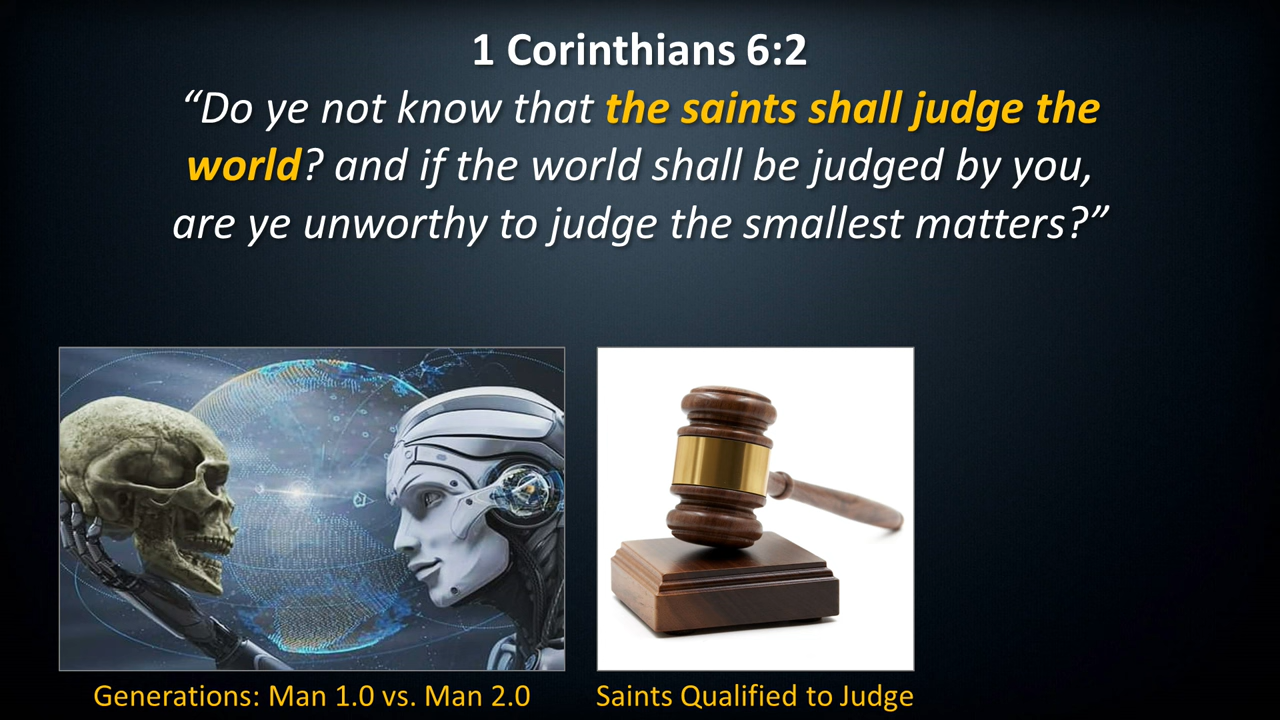 1 Corinthians 6:2
“Do ye not know that the saints shall judge the
world? and if the world shall be judged by you,
are ye unworthy to judge the smallest matters?”
Generations: Man 1.0 vs. Man 2.0
Saints Qualified to Judge